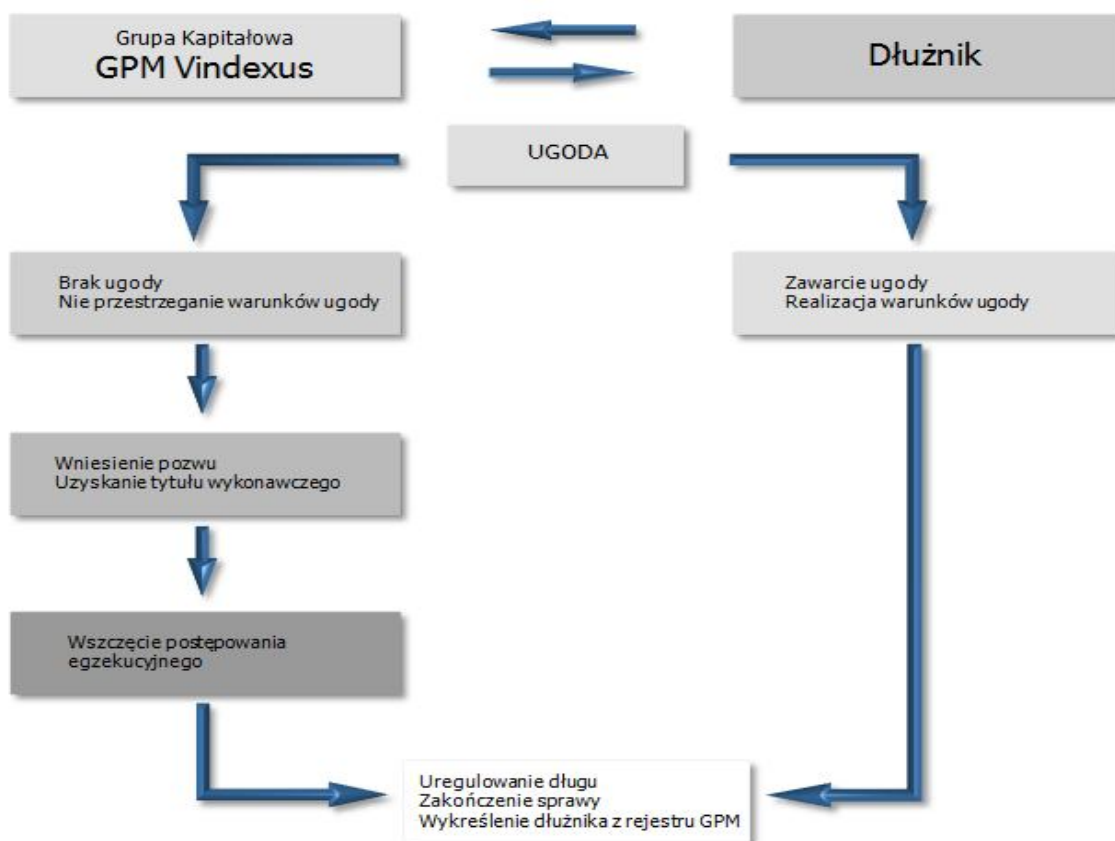 Grupa Kapitałowa
GPM Vindexus
Dłużnik
UGODA
Brak ugody
Nie przestrzeganie warunków ugody
Zawarcie ugody
Realizacja warunków ugody
Wniesienie pozwu
Uzyskanie tytułu wykonawczego
Wszczęcie postępowania
egzekucyjnego
Uregulowanie długu
Zakończenie sprawy
Wykreślenie dłużnika z rejestru GPM